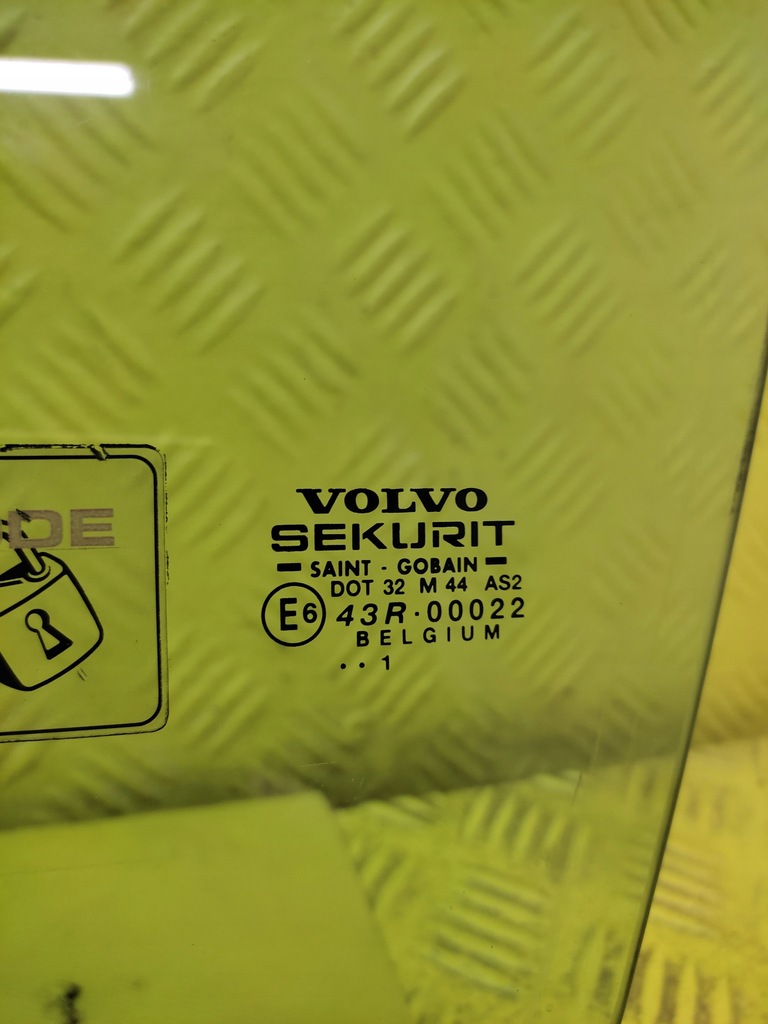 VOLVO
SEKURIT
SAINT - GOBAIN
DOT 32 M 44 AS2
E6 43R·00022
BELGIUM
. . 1
DE